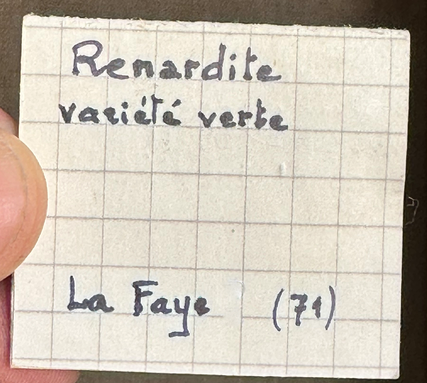 Renardite
variété verte
La Faye (71)